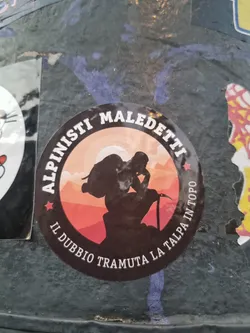 ★ ALPINISTI MALEDETTI ★
IL DUBBIO TRAMUTA LA TALPA IN TOPO